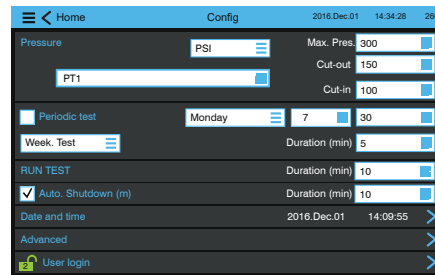 Home Config 2016.Dec.01 14:34:28 26
Pressure PSI Max. Pres. 300
Cut-out 150
PT1
Cut-in 100
Periodic test Monday 7 30
Week. Test Duration (min) 5
RUN TEST Duration (min) 10
Auto. Shutdown (m) Duration (min) 10
Date and time 2016.Dec.01 14:09:55
Advanced
2 User login